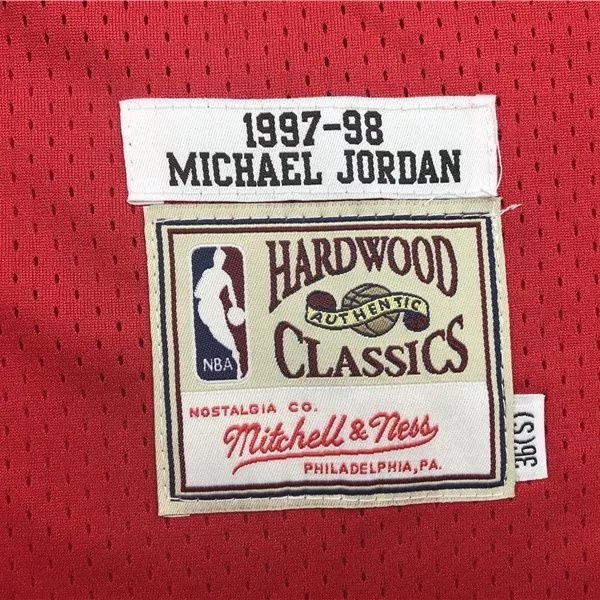 1997-98
MICHAEL JORDAN
NBA
HARDWOOD
AUTHENTIC
CLASSICS
NOSTALGIA CO.
Mitchell & Ness
PHILADELPHIA, PA.
36(S)